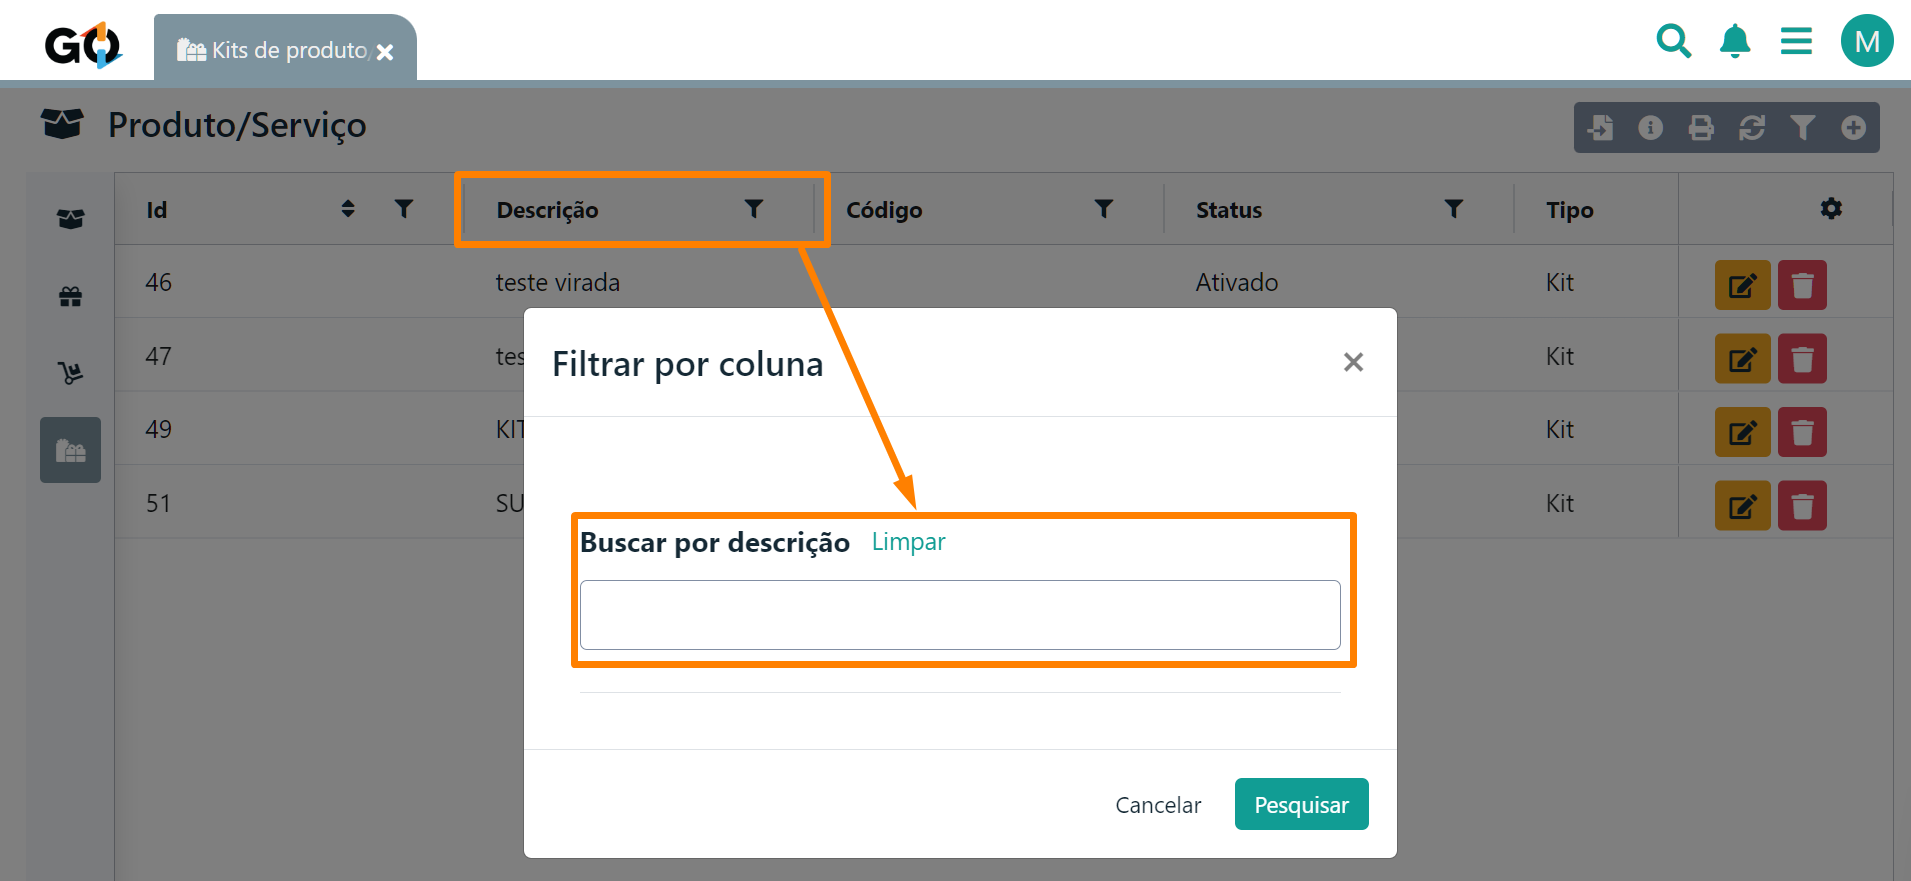 GO
Kits de produto
M
Produto/Serviço
Id Descrição Código Status Tipo
46 teste virada Ativado Kit
47 tes Kit
49 KIT Kit
51 SU Kit
Filtrar por coluna
Buscar por descrição Limpar
Cancelar Pesquisar